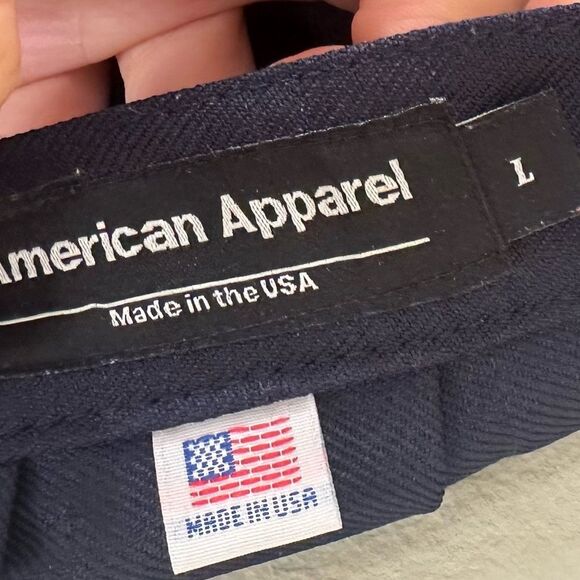 American Apparel
L
Made in the USA
MADE IN USA